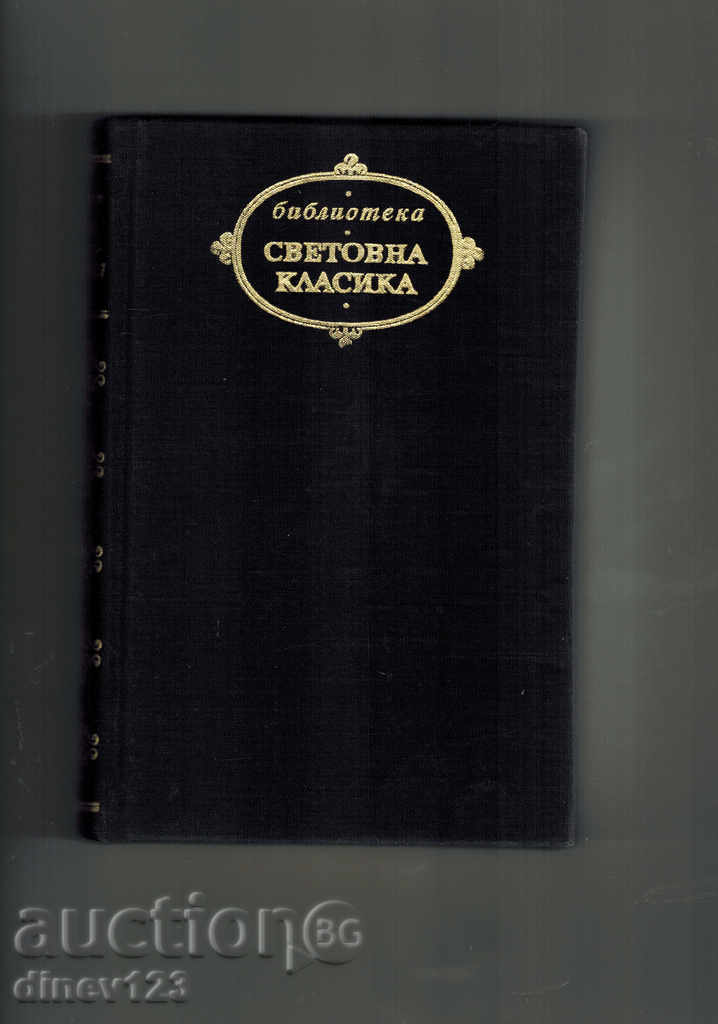 библиотека
СВЕТОВНА
КЛАСИКА
auction BG
dinev123